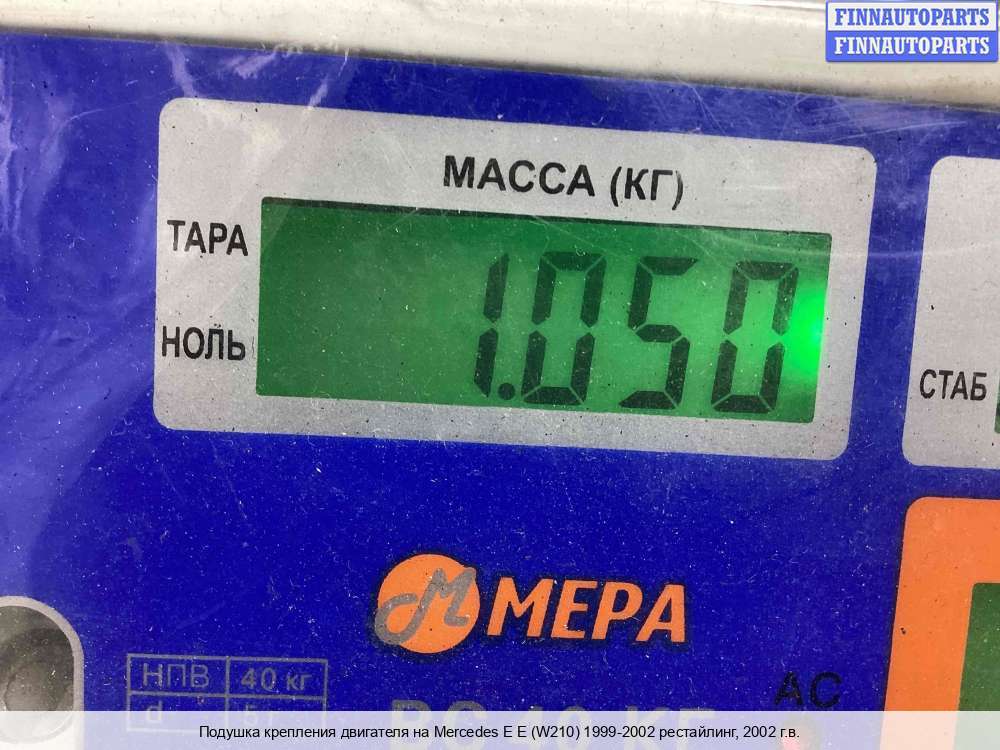 FINNAUTOPARTS
FINNAUTOPARTS
МАССА (КГ)
ТАРА
1.050
НОЛЬ
СТАБ
МЕРА
НПВ 40 кг
АС
d
Подушка крепления двигателя на Mercedes E E (W210) 1999-2002 рестайлинг, 2002 г.в.